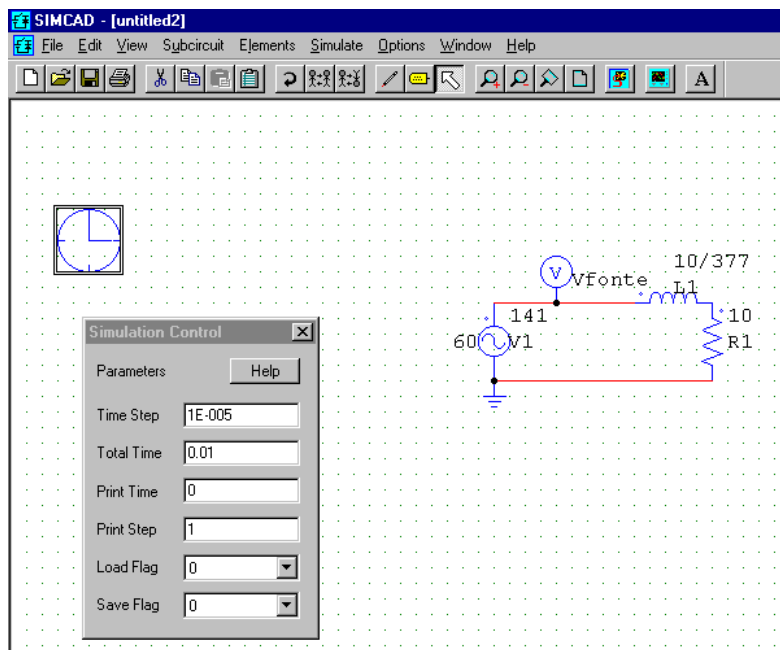 SIMCAD - [untitled2]
File Edit View Subcircuit Elements Simulate Options Window Help
A
10/377
V Vfonte L1
141 10
60 V1 R1
Simulation Control
Parameters Help
Time Step 1E-005
Total Time 0.01
Print Time 0
Print Step 1
Load Flag 0
Save Flag 0